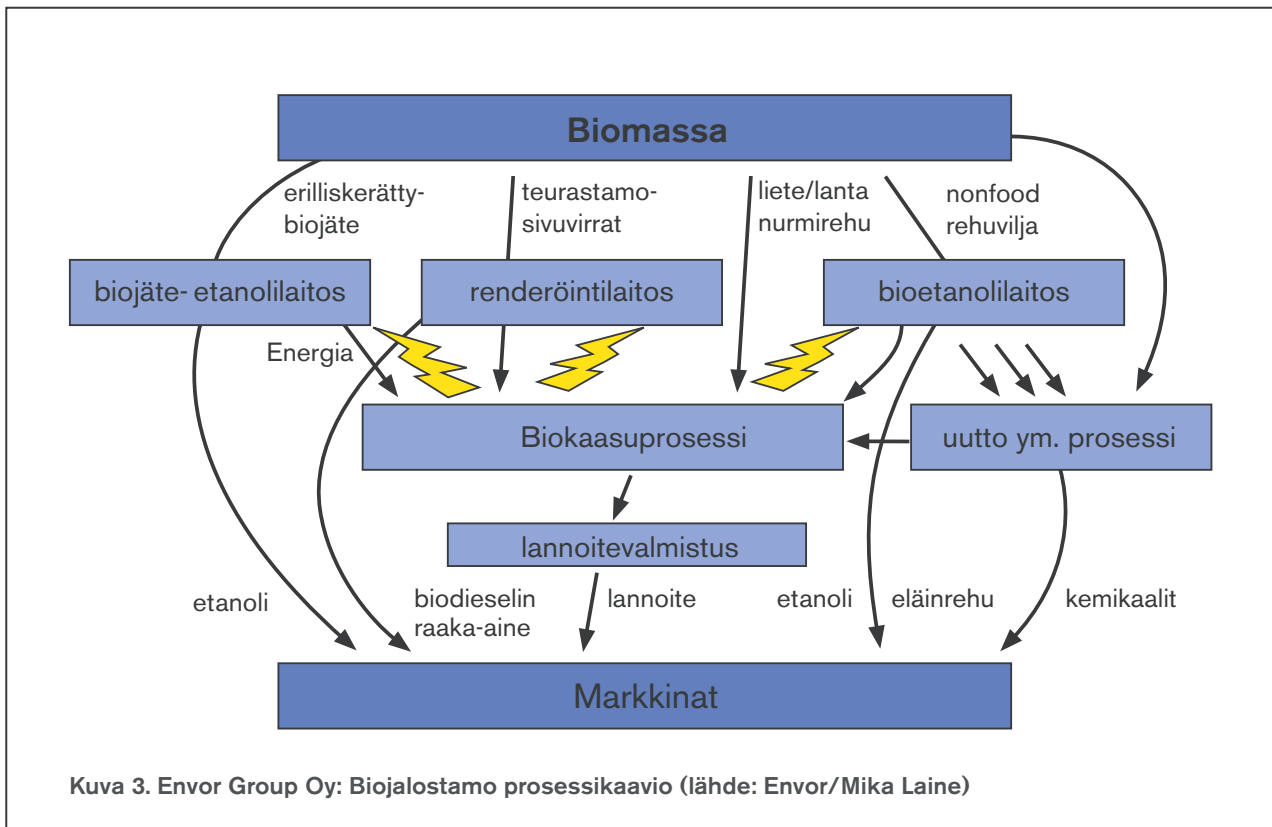 Biomassa
erilliskerätty-
biojäte
teurastamo-
sivuvirrat
liete/lanta
nurmirehu
nonfood
rehuvilja
biojäte- etanolilaitos
renderöintilaitos
bioetanolilaitos
Energia
Biokaasuprosessi
uutto ym. prosessi
lannoitevalmistus
etanoli
biodieselin
raaka-aine
lannoite
etanoli
eläinrehu
kemikaalit
Markkinat
Kuva 3. Envor Group Oy: Biojalostamo prosessikaavio (lähde: Envor/Mika Laine)